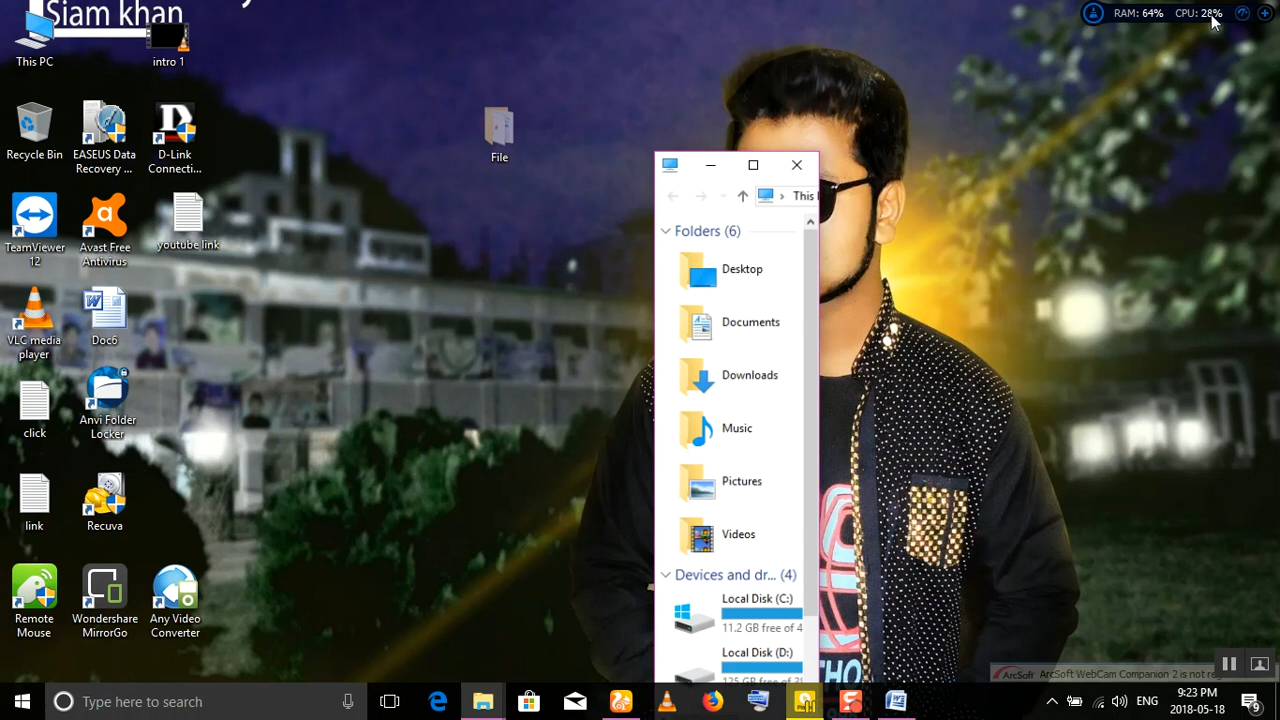 Siam khan
RAM: 64% CPU: 28%
This PC
intro 1
Recycle Bin
EASEUS Data
Recovery ...
D-Link
Connecti...
File
TeamViewer
12
Avast Free
Antivirus
youtube link
VLC media
player
Doc6
click
Anvi Folder
Locker
link
Recuva
Remote
Mouse
Wondershare
MirrorGo
Any Video
Converter
This
Folders (6)
Desktop
Documents
Downloads
Music
Pictures
Videos
Devices and dr... (4)
Local Disk (C:)
11.2 GB free of 4
Local Disk (D:)
ArcSoft ArcSoft WebCam Companion 2 is not
Type here to search
ENG
9:23 PM
2018-05-18
9